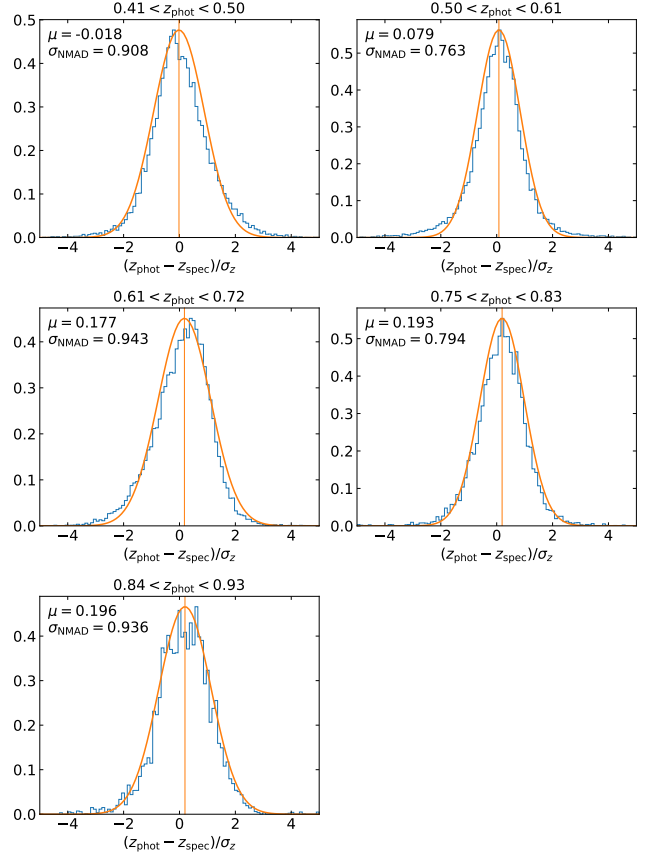 0.41 < z_phot < 0.50
μ = -0.018
σ_NMAD = 0.908
0.5
0.4
0.3
0.2
0.1
0.0
−4 −2 0 2 4
(z_phot − z_spec)/σ_z
0.50 < z_phot < 0.61
μ = 0.079
σ_NMAD = 0.763
0.5
0.4
0.3
0.2
0.1
0.0
−4 −2 0 2 4
(z_phot − z_spec)/σ_z
0.61 < z_phot < 0.72
μ = 0.177
σ_NMAD = 0.943
0.4
0.3
0.2
0.1
0.0
−4 −2 0 2 4
(z_phot − z_spec)/σ_z
0.75 < z_phot < 0.83
μ = 0.193
σ_NMAD = 0.794
0.5
0.4
0.3
0.2
0.1
0.0
−4 −2 0 2 4
(z_phot − z_spec)/σ_z
0.84 < z_phot < 0.93
μ = 0.196
σ_NMAD = 0.936
0.4
0.3
0.2
0.1
0.0
−4 −2 0 2 4
(z_phot − z_spec)/σ_z